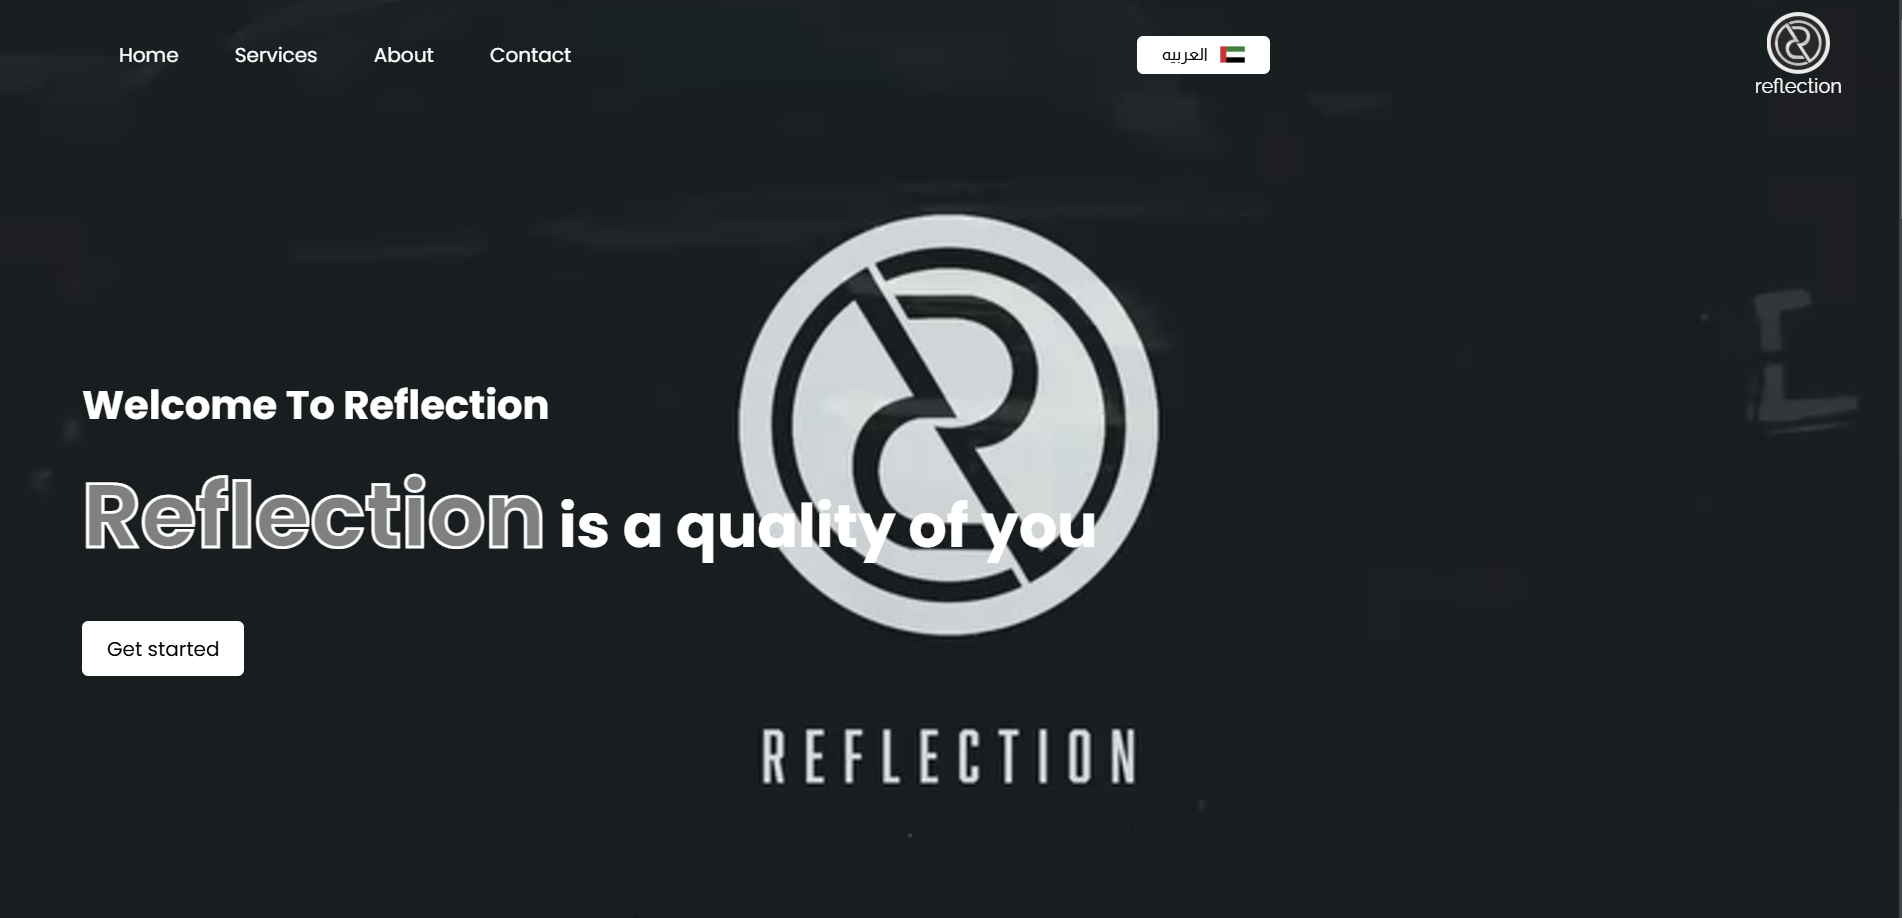 Home Services About Contact العربيه
reflection
Welcome To Reflection
Reflection is a quality of you
Get started
REFLECTION